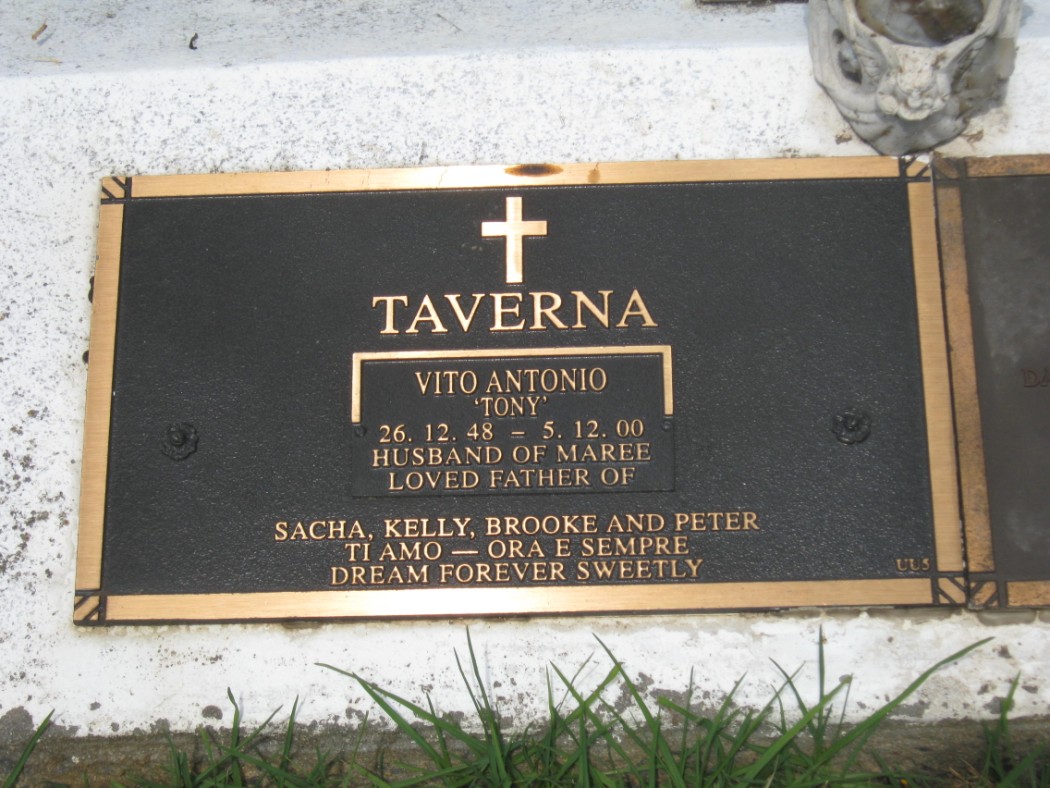 TAVERNA
VITO ANTONIO
'TONY'
26. 12. 48 – 5. 12. 00
HUSBAND OF MAREE
LOVED FATHER OF
SACHA, KELLY, BROOKE AND PETER
TI AMO — ORA E SEMPRE
DREAM FOREVER SWEETLY
UU5